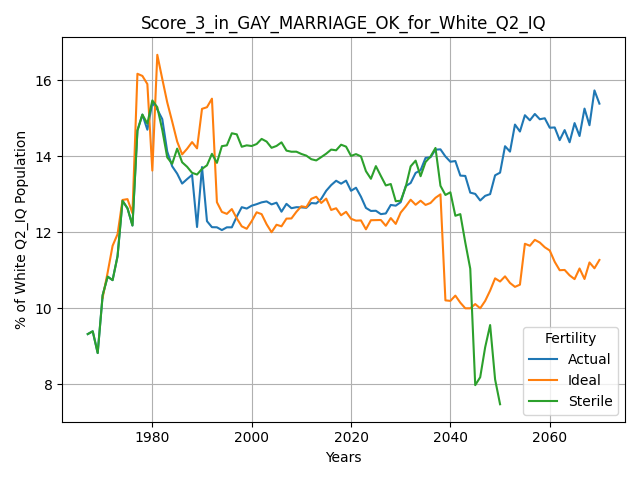 Score_3_in_GAY_MARRIAGE_OK_for_White_Q2_IQ
% of White Q2_IQ Population
16
14
12
10
8
1980
2000
2020
2040
2060
Years
Fertility
Actual
Ideal
Sterile